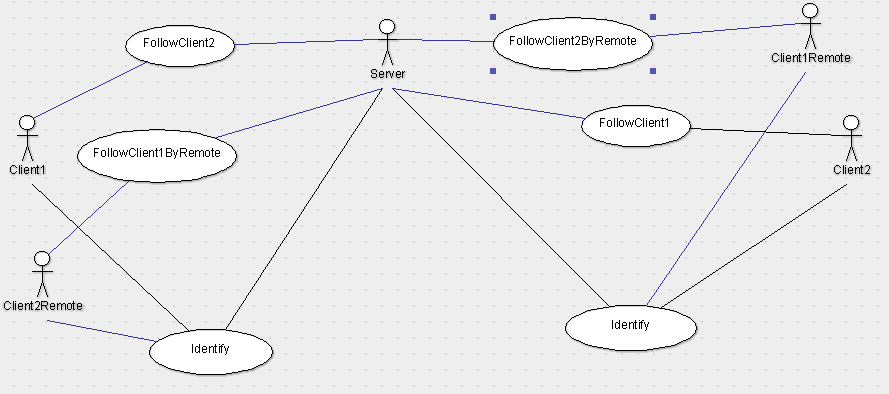 FollowClient2
Server
FollowClient2ByRemote
Client1Remote
FollowClient1
Client1
FollowClient1ByRemote
Client2
Client2Remote
Identify
Identify